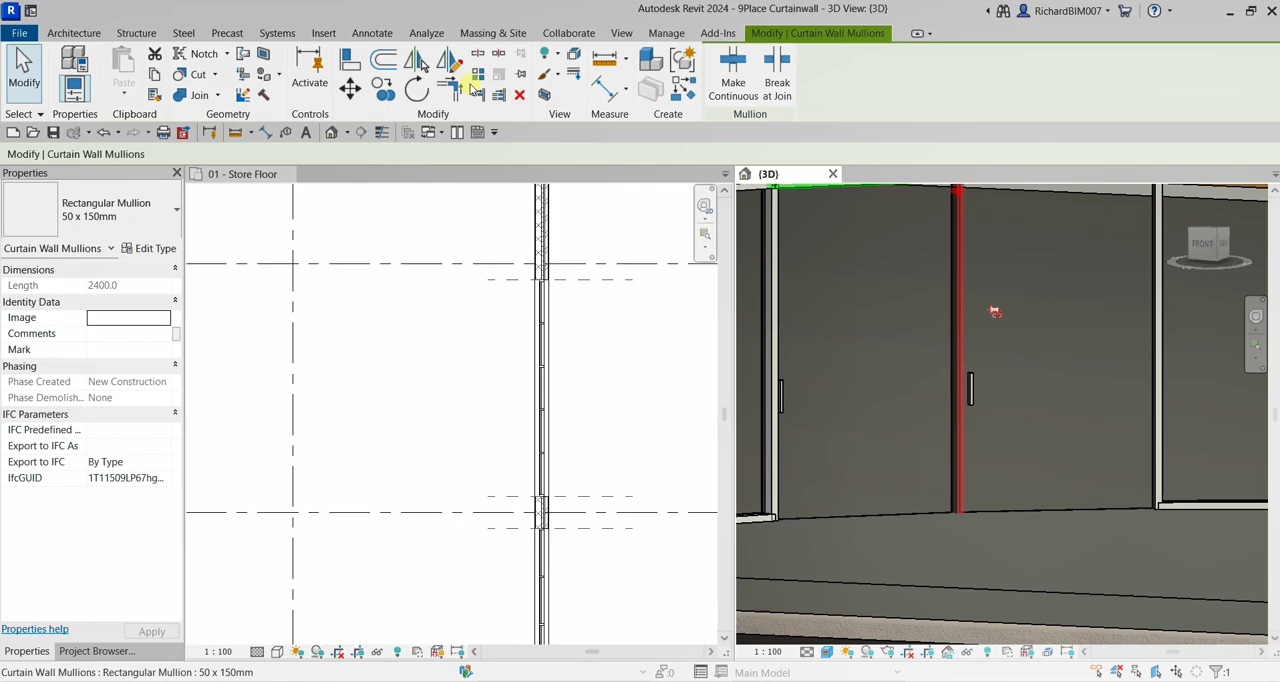 Autodesk Revit 2024 - 9Place Curtainwall - 3D View: {3D}
RichardBIM007
File
Architecture
Structure
Steel
Precast
Systems
Insert
Annotate
Analyze
Massing & Site
Collaborate
View
Manage
Add-Ins
Modify | Curtain Wall Mullions
Modify
Paste
Notch
Cut
Join
Activate
Make
Continuous
Break
at Join
Select
Properties
Clipboard
Geometry
Controls
Modify
View
Measure
Create
Mullion
Modify | Curtain Wall Mullions
Properties
01 - Store Floor
{3D}
Rectangular Mullion
50 x 150mm
Curtain Wall Mullions
Edit Type
Dimensions
Length 2400.0
Identity Data
Image
Comments
Mark
Phasing
Phase Created New Construction
Phase Demolish... None
IFC Parameters
IFC Predefined ...
Export to IFC As
Export to IFC By Type
IfcGUID 1T11509LP67hg...
FRONT
Properties help
Apply
Properties
Project Browser...
1 : 100
1 : 100
Curtain Wall Mullions : Rectangular Mullion : 50 x 150mm
:0
Main Model
:1